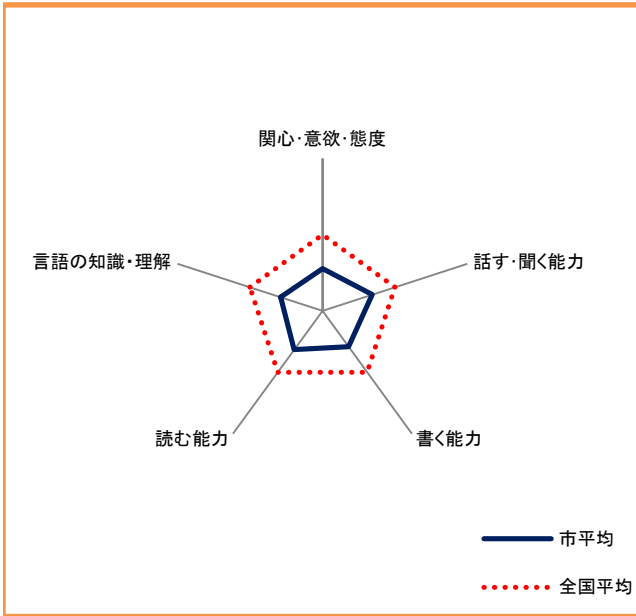 関心・意欲・態度
言語の知識・理解
話す・聞く能力
読む能力
書く能力
市平均
全国平均